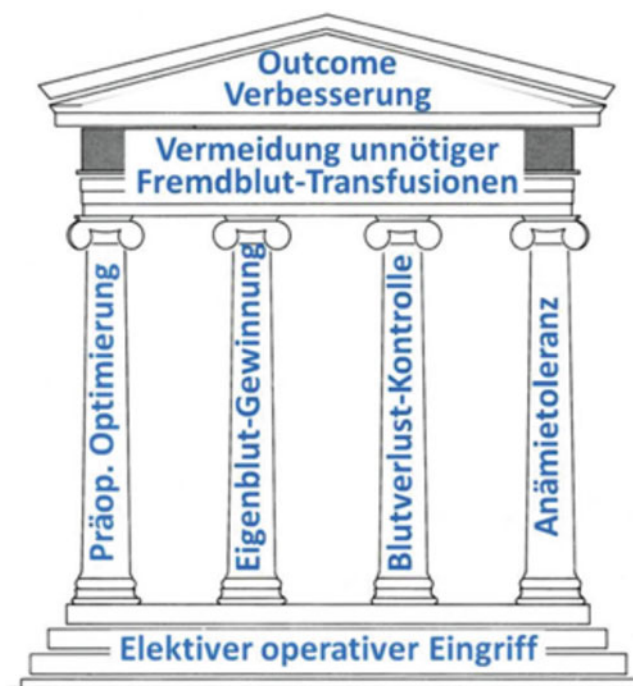 Outcome
Verbesserung
Vermeidung unnötiger
Fremdblut-Transfusionen
Präop. Optimierung
Eigenblut-Gewinnung
Blutverlust-Kontrolle
Anämietoleranz
Elektiver operativer Eingriff